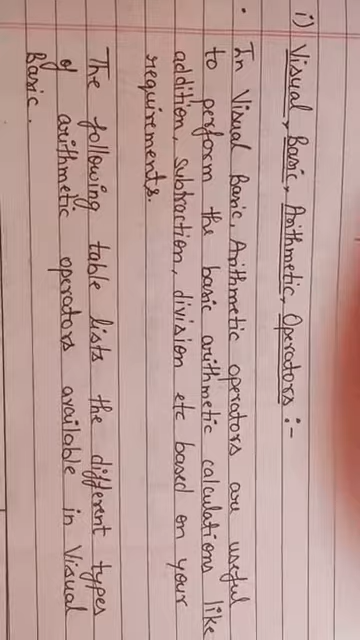 i) Visual Basic Arithmetic Operators :-
• In Visual Basic, Arithmetic operators are useful
to perform the basic arithmetic calculations like
addition, subtraction, division etc based on your
requirements.
The following table lists the different types
of arithmetic operators available in Visual
Basic.